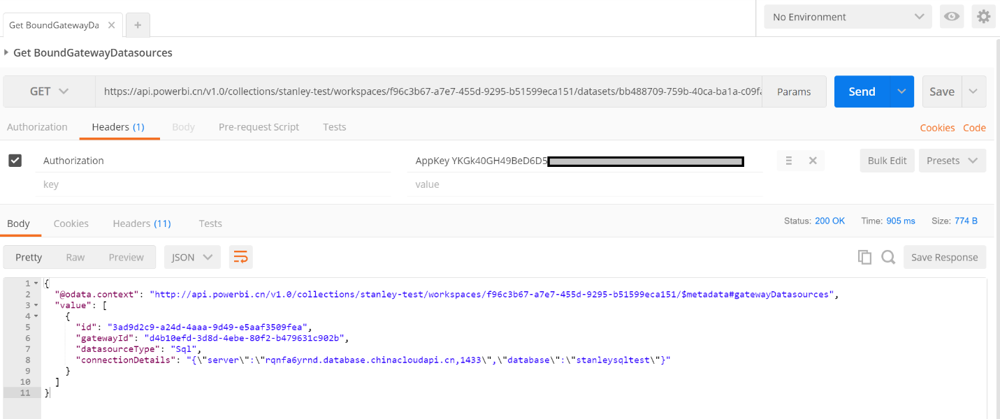 Get BoundGatewayDa
No Environment
Get BoundGatewayDatasources
GET https://api.powerbi.cn/v1.0/collections/stanley-test/workspaces/f96c3b67-a7e7-455d-9295-b51599eca151/datasets/bb488709-759b-40ca-ba1a-c09fa Params Send Save
Authorization Headers (1) Body Pre-request Script Tests Cookies Code
Authorization AppKey YKGk40GH49BeD6D5 Bulk Edit Presets
key value
Body Cookies Headers (11) Tests Status: 200 OK Time: 905 ms Size: 774 B
Pretty Raw Preview JSON Save Response
1 {
2 "@odata.context": "http://api.powerbi.cn/v1.0/collections/stanley-test/workspaces/f96c3b67-a7e7-455d-9295-b51599eca151/$metadata#gatewayDatasources",
3 "value": [
4 {
5 "id": "3ad9d2c9-a24d-4aaa-9d49-e5aaf3509fea",
6 "gatewayId": "d4b10efd-3d8d-4ebe-80f2-b479631c902b",
7 "datasourceType": "Sql",
8 "connectionDetails": "{\"server\":\"rqnfa6yrnd.database.chinacloudapi.cn,1433\",\"database\":\"stanleysqltest\"}"
9 }
10 ]
11 }